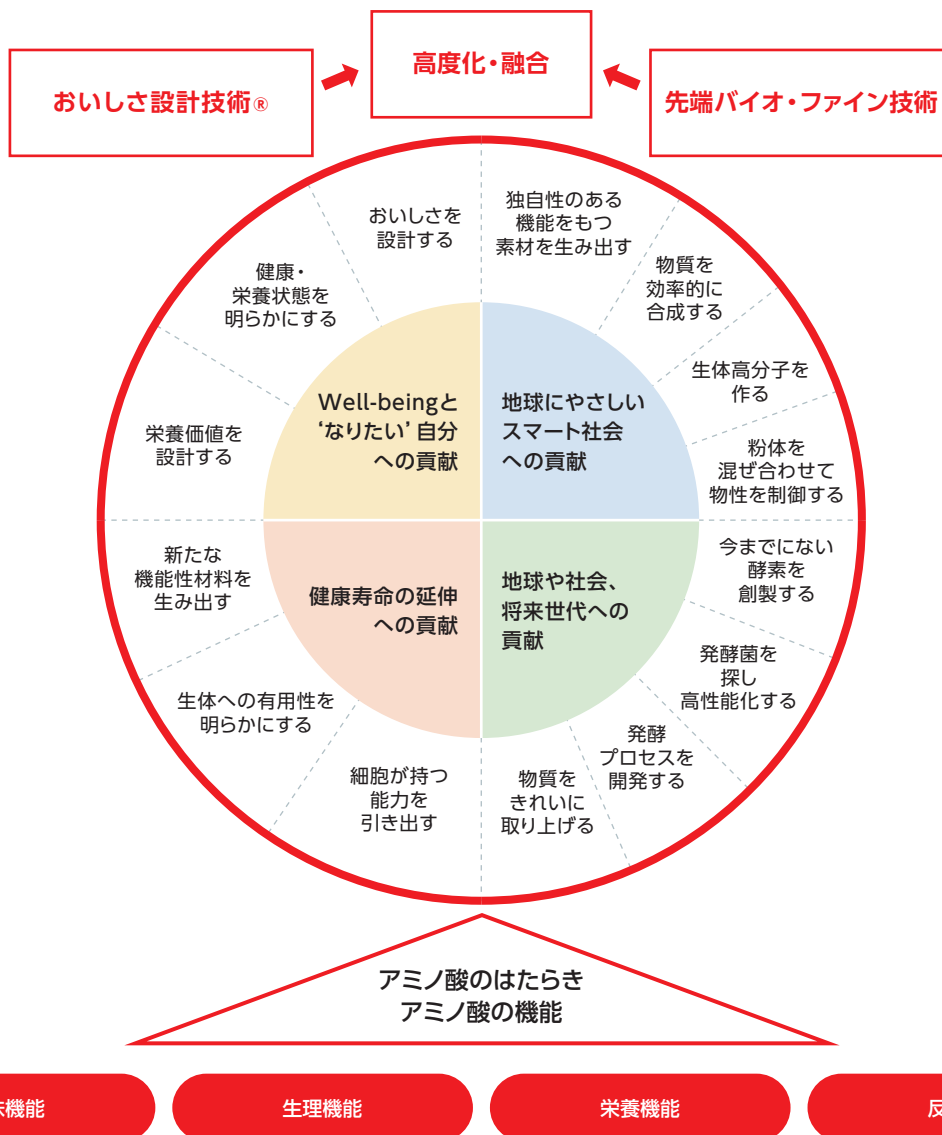 高度化・融合
おいしさ設計技術®
先端バイオ・ファイン技術
おいしさを
設計する
独自性のある
機能をもつ
素材を生み出す
健康・
栄養状態を
明らかにする
物質を
効率的に
合成する
生体高分子を
作る
栄養価値を
設計する
粉体を
混ぜ合わせて
物性を制御する
Well-beingと
‘なりたい’ 自分
への貢献
地球にやさしい
スマート社会
への貢献
健康寿命の延伸
への貢献
地球や社会、
将来世代への
貢献
新たな
機能性材料を
生み出す
今までにない
酵素を
創製する
生体への有用性を
明らかにする
発酵菌を
探し
高性能化する
細胞が持つ
能力を
引き出す
物質を
きれいに
取り上げる
発酵
プロセスを
開発する
アミノ酸のはたらき
アミノ酸の機能
機能
生理機能
栄養機能